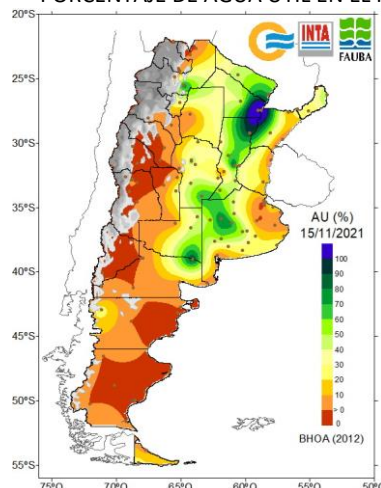 PORCENTAJE DE AGUA UTIL EN EL
20°S
25°S
30°S
35°S
40°S
45°S
50°S
55°S
INTA
FAUBA
AU (%)
15/11/2021
100
90
80
70
60
50
40
30
20
10
0
BHOA (2012)
75°O
70°O
65°O
60°O
55°O
50°O